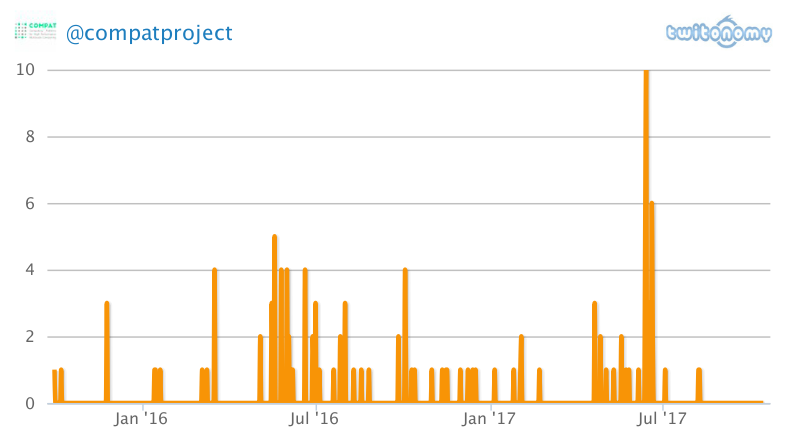 COMPAT
@compatproject
twitonomy
10
8
6
4
2
0
Jan '16
Jul '16
Jan '17
Jul '17